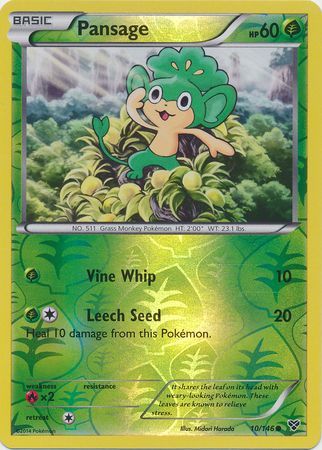 BASIC
Pansage
HP60
NO. 511 Grass Monkey Pokémon HT: 2'00" WT: 23.1 lbs.
Vine Whip 10
Leech Seed 20
Heal 10 damage from this Pokémon.
weakness
resistance
×2
retreat
It shares the leaf on its head with
weary-looking Pokémon. These
leaves are known to relieve
stress.
©2014 Pokémon
Illus. Midori Harada
10/146